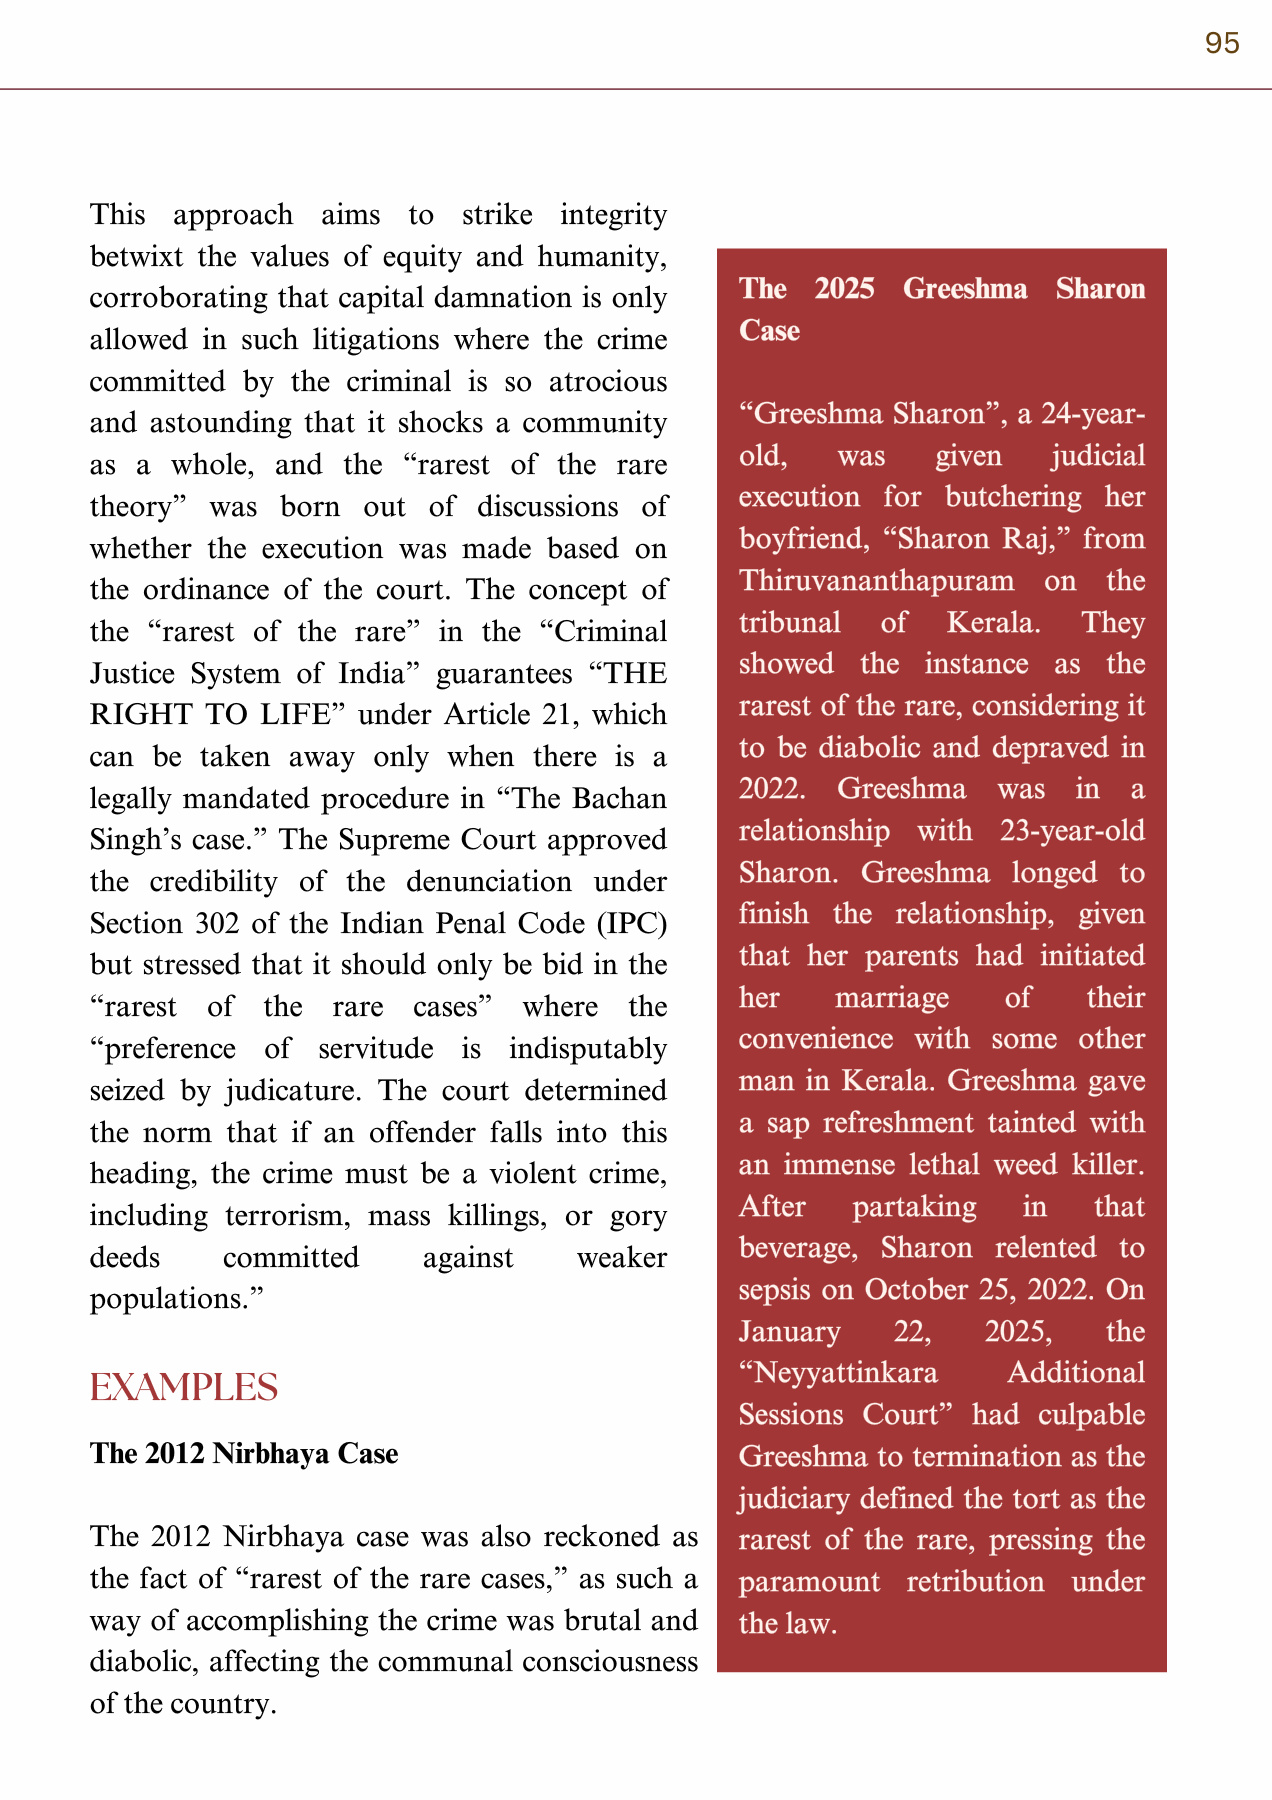 95
This approach aims to strike integrity
betwixt the values of equity and humanity,
corroborating that capital damnation is only
allowed in such litigations where the crime
committed by the criminal is so atrocious
and astounding that it shocks a community
as a whole, and the “rarest of the rare
theory” was born out of discussions of
whether the execution was made based on
the ordinance of the court. The concept of
the “rarest of the rare” in the “Criminal
Justice System of India” guarantees “THE
RIGHT TO LIFE” under Article 21, which
can be taken away only when there is a
legally mandated procedure in “The Bachan
Singh’s case.” The Supreme Court approved
the credibility of the denunciation under
Section 302 of the Indian Penal Code (IPC)
but stressed that it should only be bid in the
“rarest of the rare cases” where the
“preference of servitude is indisputably
seized by judicature. The court determined
the norm that if an offender falls into this
heading, the crime must be a violent crime,
including terrorism, mass killings, or gory
deeds committed against weaker
populations.”
EXAMPLES
The 2012 Nirbhaya Case
The 2012 Nirbhaya case was also reckoned as
the fact of “rarest of the rare cases,” as such a
way of accomplishing the crime was brutal and
diabolic, affecting the communal consciousness
of the country.
The 2025 Greeshma Sharon
Case
“Greeshma Sharon”, a 24-year-
old, was given judicial
execution for butchering her
boyfriend, “Sharon Raj,” from
Thiruvananthapuram on the
tribunal of Kerala. They
showed the instance as the
rarest of the rare, considering it
to be diabolic and depraved in
2022. Greeshma was in a
relationship with 23-year-old
Sharon. Greeshma longed to
finish the relationship, given
that her parents had initiated
her marriage of their
convenience with some other
man in Kerala. Greeshma gave
a sap refreshment tainted with
an immense lethal weed killer.
After partaking in that
beverage, Sharon relented to
sepsis on October 25, 2022. On
January 22, 2025, the
“Neyyattinkara Additional
Sessions Court” had culpable
Greeshma to termination as the
judiciary defined the tort as the
rarest of the rare, pressing the
paramount retribution under
the law.